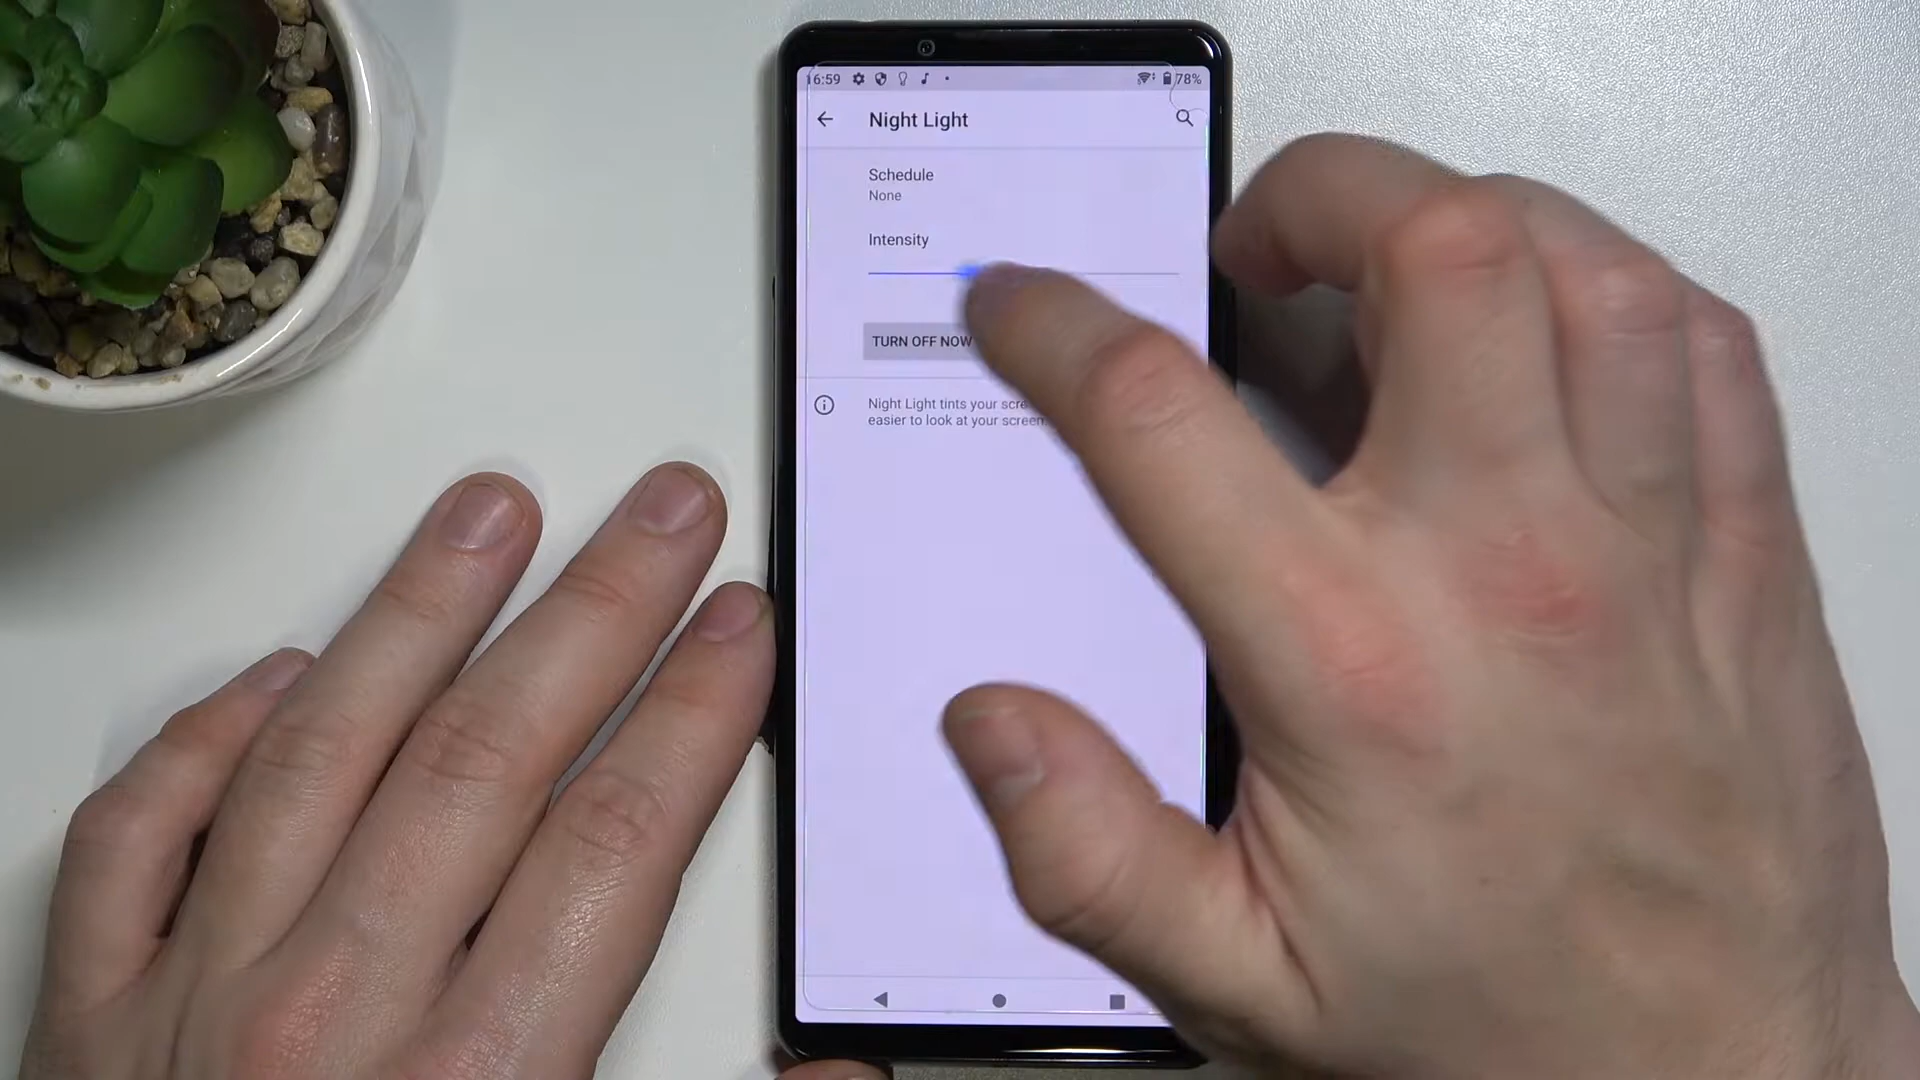 16:59 78%
Night Light
Schedule
None
Intensity
TURN OFF NOW
Night Light tints your
easier to look at your screen